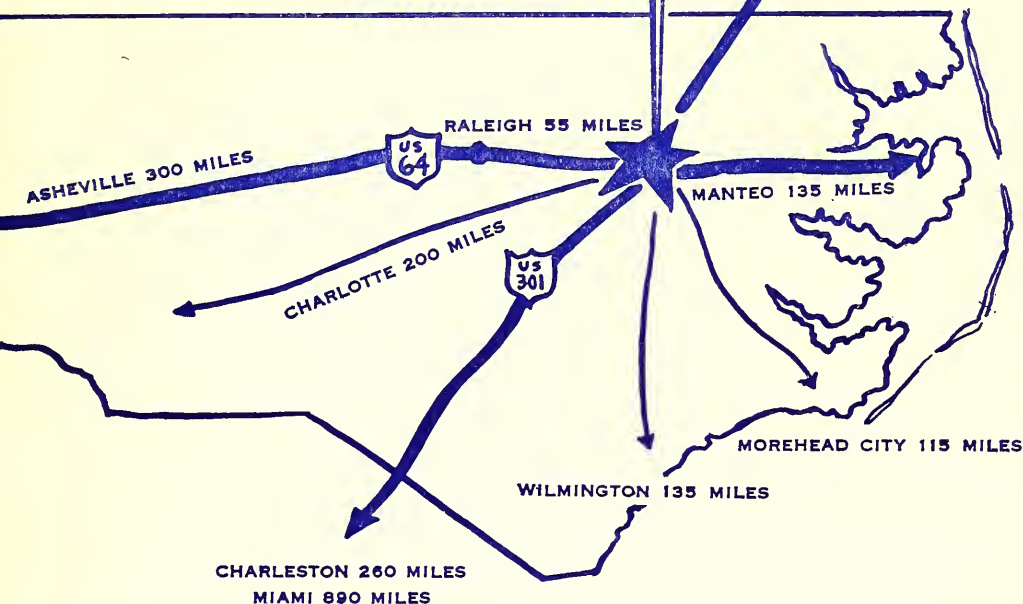 RALEIGH 55 MILES
US
64
ASHEVILLE 300 MILES
MANTEO 135 MILES
CHARLOTTE 200 MILES
US
301
MOREHEAD CITY 115 MILES
WILMINGTON 135 MILES
CHARLESTON 260 MILES
MIAMI 890 MILES